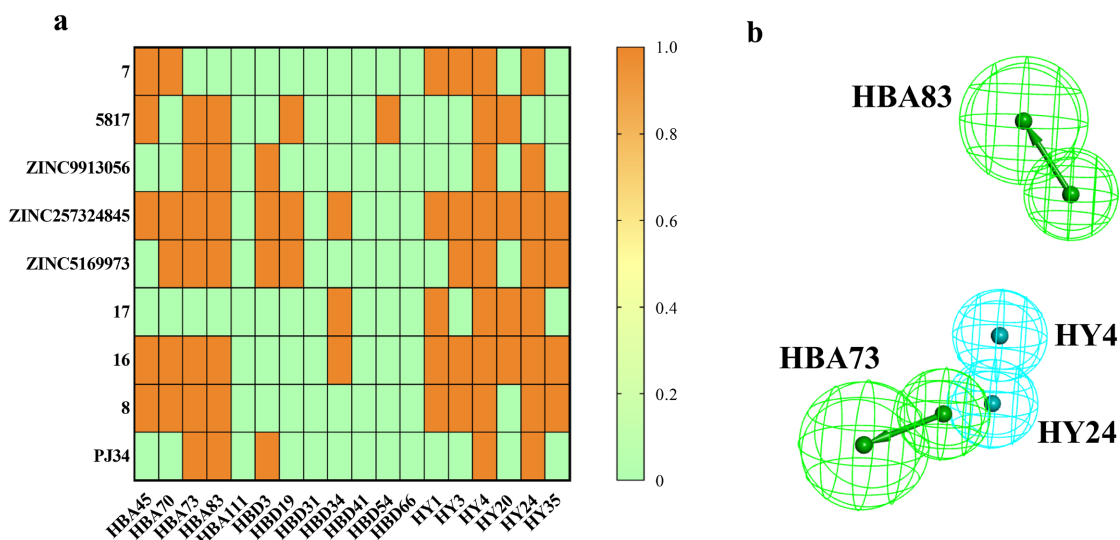 a
7
5817
ZINC9913056
ZINC257324845
ZINC5169973
17
16
8
PJ34
HBA45
HBA70
HBA73
HBA83
HBA111
HBD3
HBD19
HBD31
HBD34
HBD41
HBD54
HBD66
HY1
HY3
HY4
HY20
HY24
HY35
1.0
0.8
0.6
0.4
0.2
0
b
HBA83
HY4
HBA73
HY24